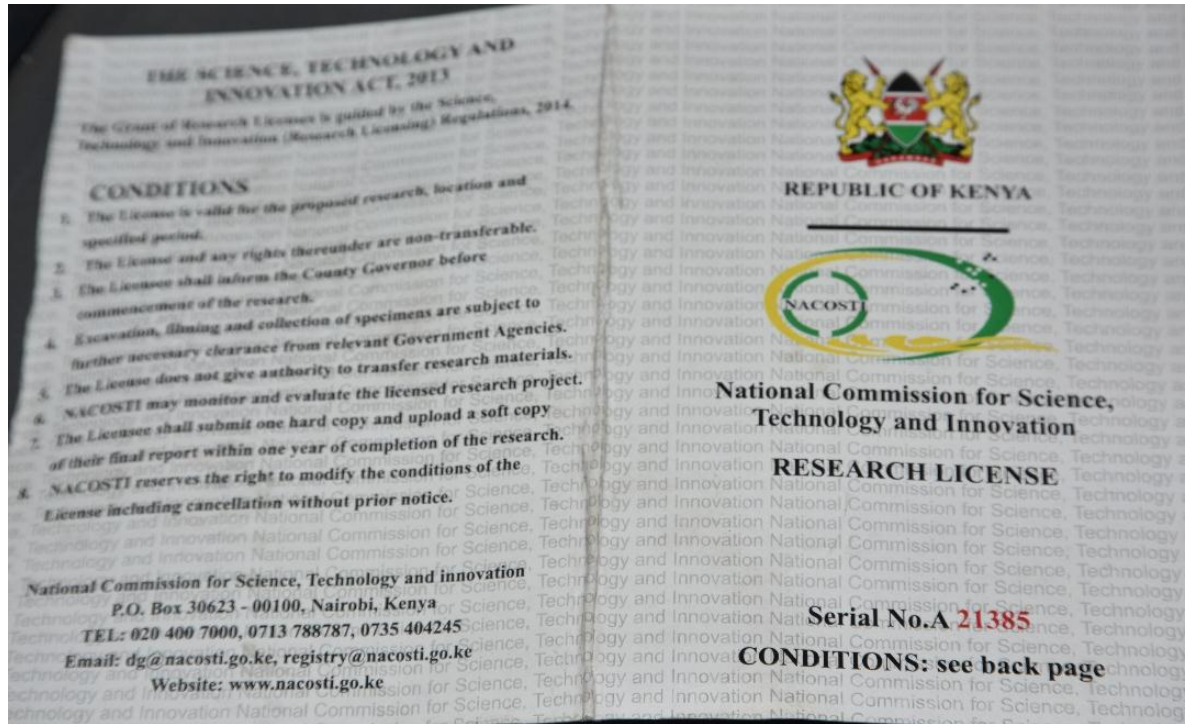 THE SCIENCE, TECHNOLOGY AND
INNOVATION ACT, 2013
The Grant of Research Licenses is guided by the Science,
Technology and Innovation (Research Licensing) Regulations, 2014.
CONDITIONS
1. The License is valid for the proposed research, location and
specified period.
2. The License and any rights thereunder are non-transferable.
3. The Licensee shall inform the County Governor before
commencement of the research.
4. Excavation, filming and collection of specimens are subject to
further necessary clearance from relevant Government Agencies.
5. The License does not give authority to transfer research materials.
6. NACOSTI may monitor and evaluate the licensed research project.
7. The Licensee shall submit one hard copy and upload a soft copy
of their final report within one year of completion of the research.
8. NACOSTI reserves the right to modify the conditions of the
License including cancellation without prior notice.
National Commission for Science, Technology and innovation
P.O. Box 30623 - 00100, Nairobi, Kenya
TEL: 020 400 7000, 0713 788787, 0735 404245
Email: dg@nacosti.go.ke, registry@nacosti.go.ke
Website: www.nacosti.go.ke
REPUBLIC OF KENYA
NACOSTI
National Commission for Science,
Technology and Innovation
RESEARCH LICENSE
Serial No.A 21385
CONDITIONS: see back page